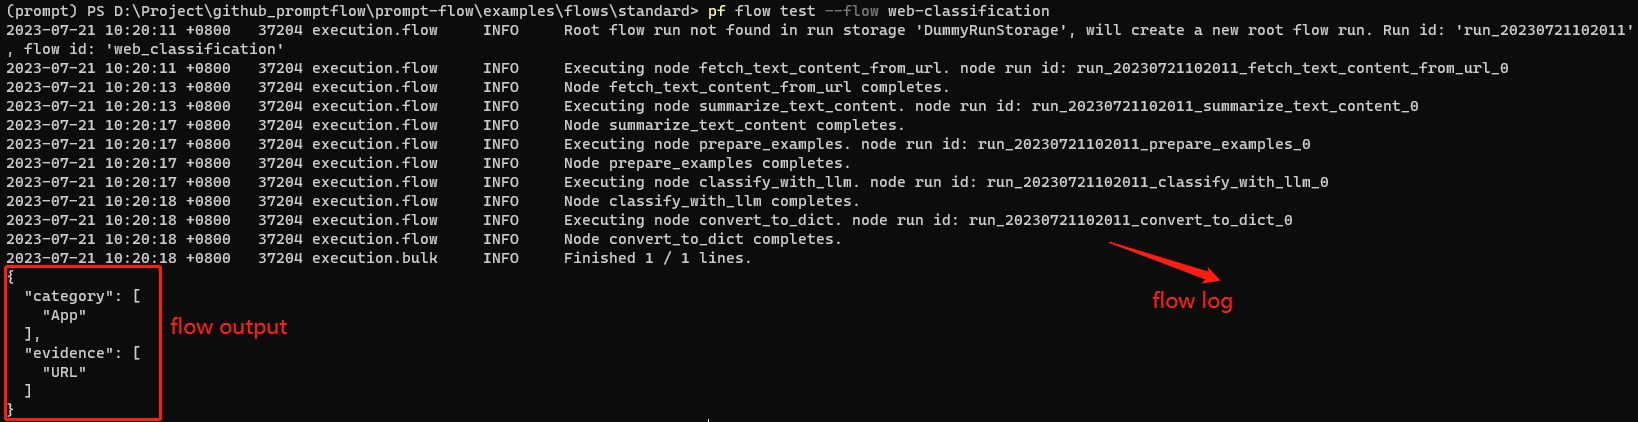 (prompt) PS D:\Project\github_promptflow\prompt-flow\examples\flows\standard> pf flow test --flow web-classification
2023-07-21 10:20:11 +0800   37204 execution.flow     INFO     Root flow run not found in run storage 'DummyRunStorage', will create a new root flow run. Run id: 'run_20230721102011'
, flow id: 'web_classification'
2023-07-21 10:20:11 +0800   37204 execution.flow     INFO     Executing node fetch_text_content_from_url. node run id: run_20230721102011_fetch_text_content_from_url_0
2023-07-21 10:20:13 +0800   37204 execution.flow     INFO     Node fetch_text_content_from_url completes.
2023-07-21 10:20:13 +0800   37204 execution.flow     INFO     Executing node summarize_text_content. node run id: run_20230721102011_summarize_text_content_0
2023-07-21 10:20:17 +0800   37204 execution.flow     INFO     Node summarize_text_content completes.
2023-07-21 10:20:17 +0800   37204 execution.flow     INFO     Executing node prepare_examples. node run id: run_20230721102011_prepare_examples_0
2023-07-21 10:20:17 +0800   37204 execution.flow     INFO     Node prepare_examples completes.
2023-07-21 10:20:17 +0800   37204 execution.flow     INFO     Executing node classify_with_llm. node run id: run_20230721102011_classify_with_llm_0
2023-07-21 10:20:18 +0800   37204 execution.flow     INFO     Node classify_with_llm completes.
2023-07-21 10:20:18 +0800   37204 execution.flow     INFO     Executing node convert_to_dict. node run id: run_20230721102011_convert_to_dict_0
2023-07-21 10:20:18 +0800   37204 execution.flow     INFO     Node convert_to_dict completes.
2023-07-21 10:20:18 +0800   37204 execution.bulk     INFO     Finished 1 / 1 lines.
{
  "category": [
    "App"
  ],
  "evidence": [
    "URL"
  ]
}
flow output
flow log